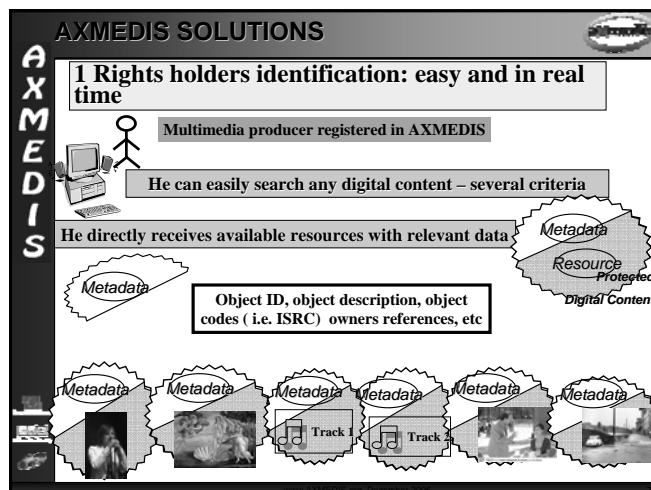 AXMEDIS SOLUTIONS
AXMEDIS
1 Rights holders identification: easy and in real
time
Multimedia producer registered in AXMEDIS
He can easily search any digital content – several criteria
He directly receives available resources with relevant data
Metadata
Resource
Protected
Digital Conten
Metadata
Object ID, object description, object
codes ( i.e. ISRC)  owners references, etc
Metadata
Metadata
Metadata
Metadata
Metadata
Metadata
Track 1
Track 2